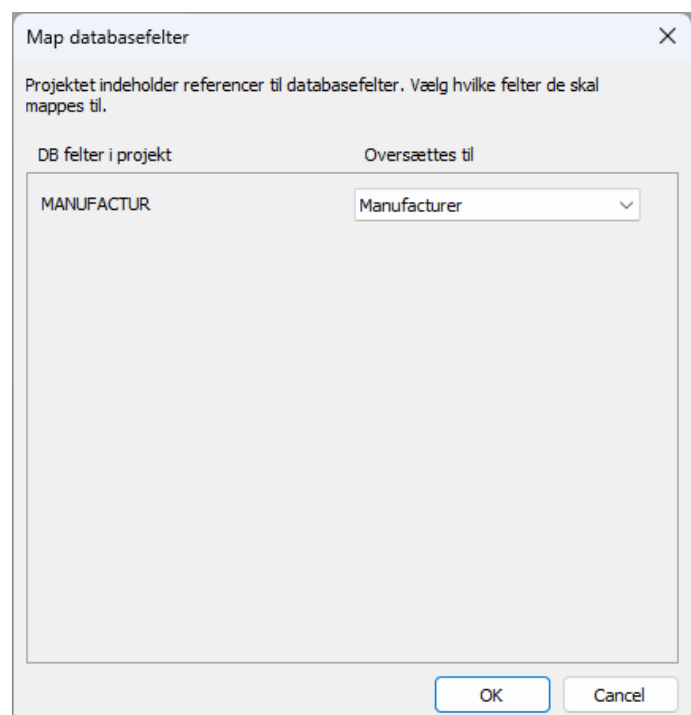 Map databasefelter
Projektet indeholder referencer til databasefelter. Vælg hvilke felter de skal
mappes til.
DB felter i projekt Oversættes til
MANUFACTUR Manufacturer
OK Cancel